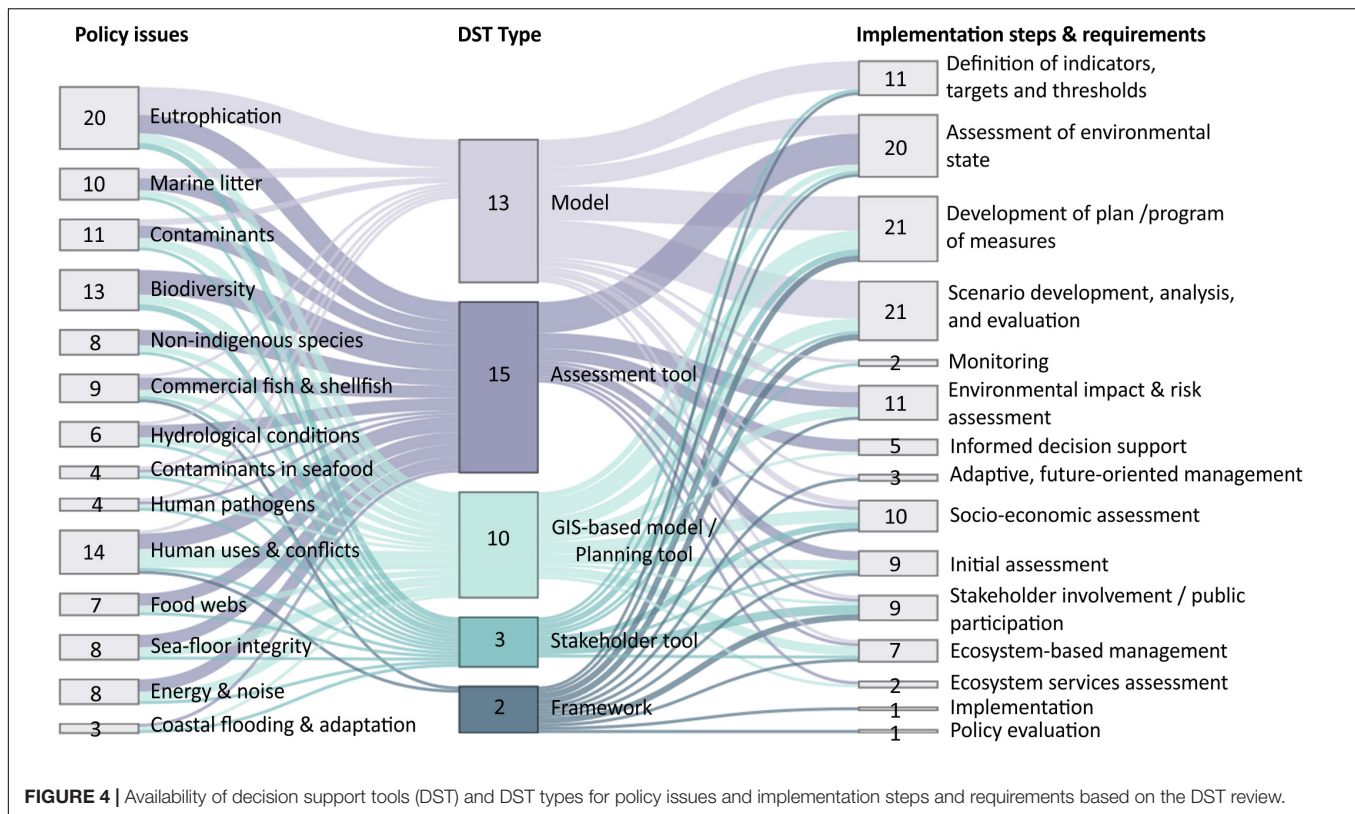 Policy issues
DST Type
Implementation steps & requirements
20 Eutrophication
10 Marine litter
11 Contaminants
13 Biodiversity
8 Non-indigenous species
9 Commercial fish & shellfish
6 Hydrological conditions
4 Contaminants in seafood
4 Human pathogens
14 Human uses & conflicts
7 Food webs
8 Sea-floor integrity
8 Energy & noise
3 Coastal flooding & adaptation
13 Model
15 Assessment tool
10 GIS-based model /
Planning tool
3 Stakeholder tool
2 Framework
11 Definition of indicators,
targets and thresholds
20 Assessment of environmental
state
21 Development of plan /program
of measures
21 Scenario development, analysis,
and evaluation
2 Monitoring
11 Environmental impact & risk
assessment
5 Informed decision support
3 Adaptive, future-oriented management
10 Socio-economic assessment
9 Initial assessment
9 Stakeholder involvement / public
participation
7 Ecosystem-based management
2 Ecosystem services assessment
1 Implementation
1 Policy evaluation
FIGURE 4 | Availability of decision support tools (DST) and DST types for policy issues and implementation steps and requirements based on the DST review.